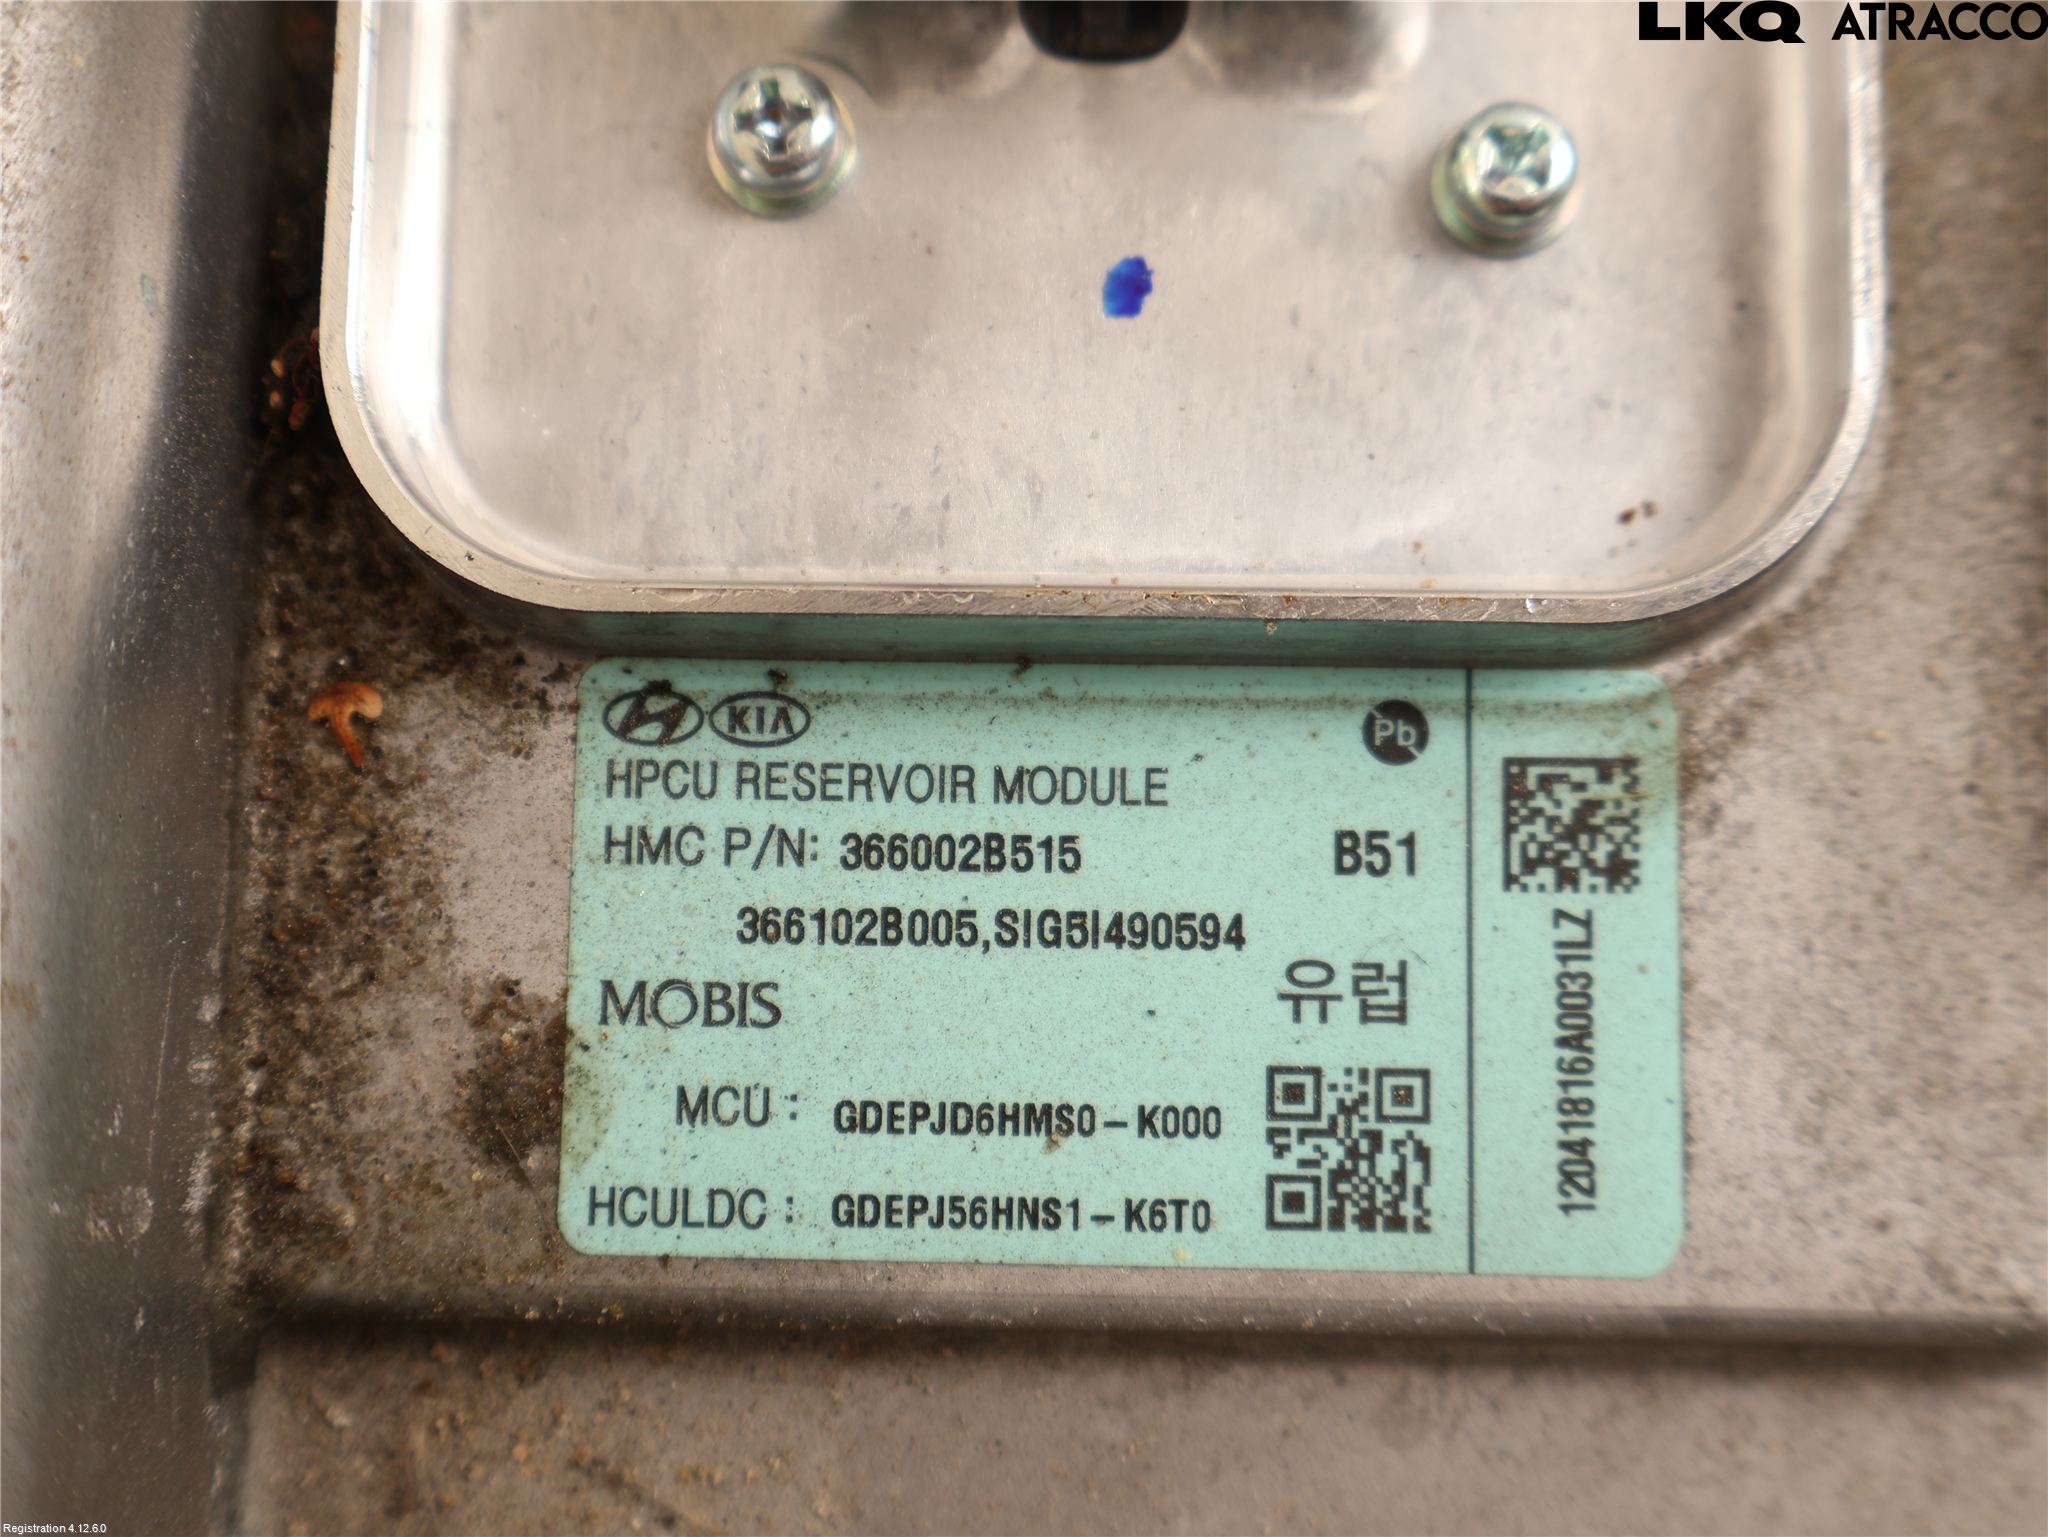 LKQ ATRACCO
KIA
Pb
HPCU RESERVOIR MODULE
HMC P/N: 366002B515 B51
366102B005,SIG5I490594
MOBIS
유럽
MCU : GDEPJD6HMS0-K000
HCULDC : GDEPJ56HNS1-K6T0
12041816A0031LZ
Registration 4.12.6.0